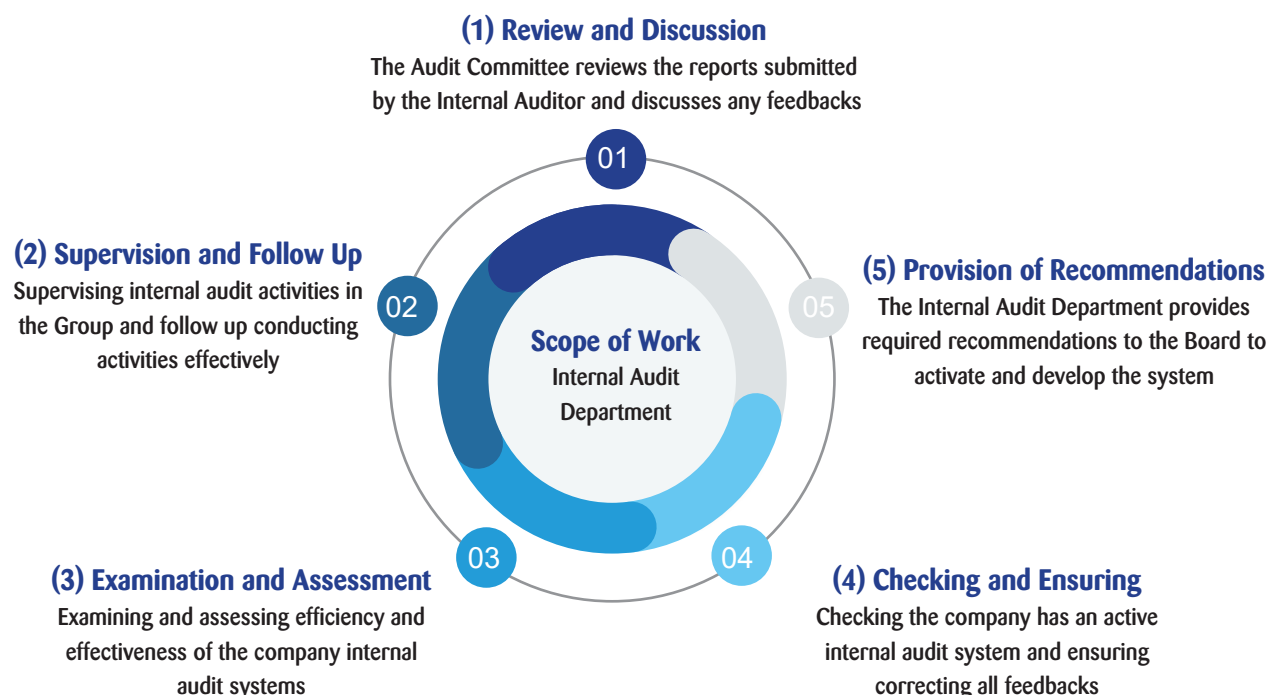 (1) Review and Discussion
The Audit Committee reviews the reports submitted
by the Internal Auditor and discusses any feedbacks
01
(2) Supervision and Follow Up
Supervising internal audit activities in
the Group and follow up conducting
activities effectively
02
Scope of Work
Internal Audit
Department
05
(5) Provision of Recommendations
The Internal Audit Department provides
required recommendations to the Board to
activate and develop the system
03
(3) Examination and Assessment
Examining and assessing efficiency and
effectiveness of the company internal
audit systems
04
(4) Checking and Ensuring
Checking the company has an active
internal audit system and ensuring
correcting all feedbacks